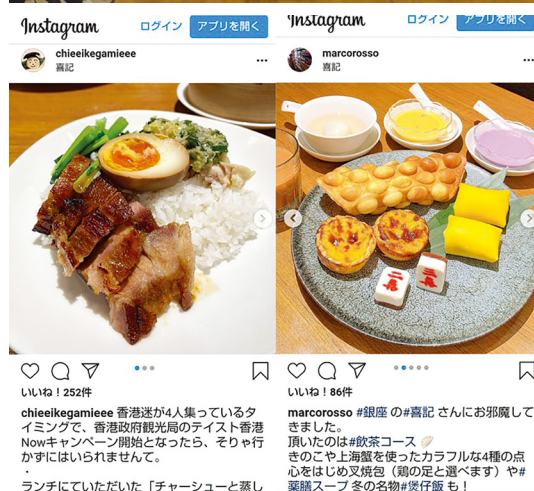 Instagram
ログイン
アプリを開く
chieeikegamieee
喜記
いいね！252件
chieeikegamieee 香港迷が4人集っているタ
イミングで、香港政府観光局のテイスト香港
Nowキャンペーン開始となったら、そりゃ行
かずにはいられませんて。
・
ランチにていただいた「チャーシューと蒸し
Instagram
ログイン
アプリを開く
marcorosso
喜記
いいね！86件
marcorosso #銀座 の#喜記 さんにお邪魔して
きました。
頂いたのは#飲茶コース
きのこや上海蟹を使ったカラフルな4種の点
心をはじめ叉焼包（鶏の足と選べます）や#
薬膳スープ 冬の名物#煲仔飯 も！